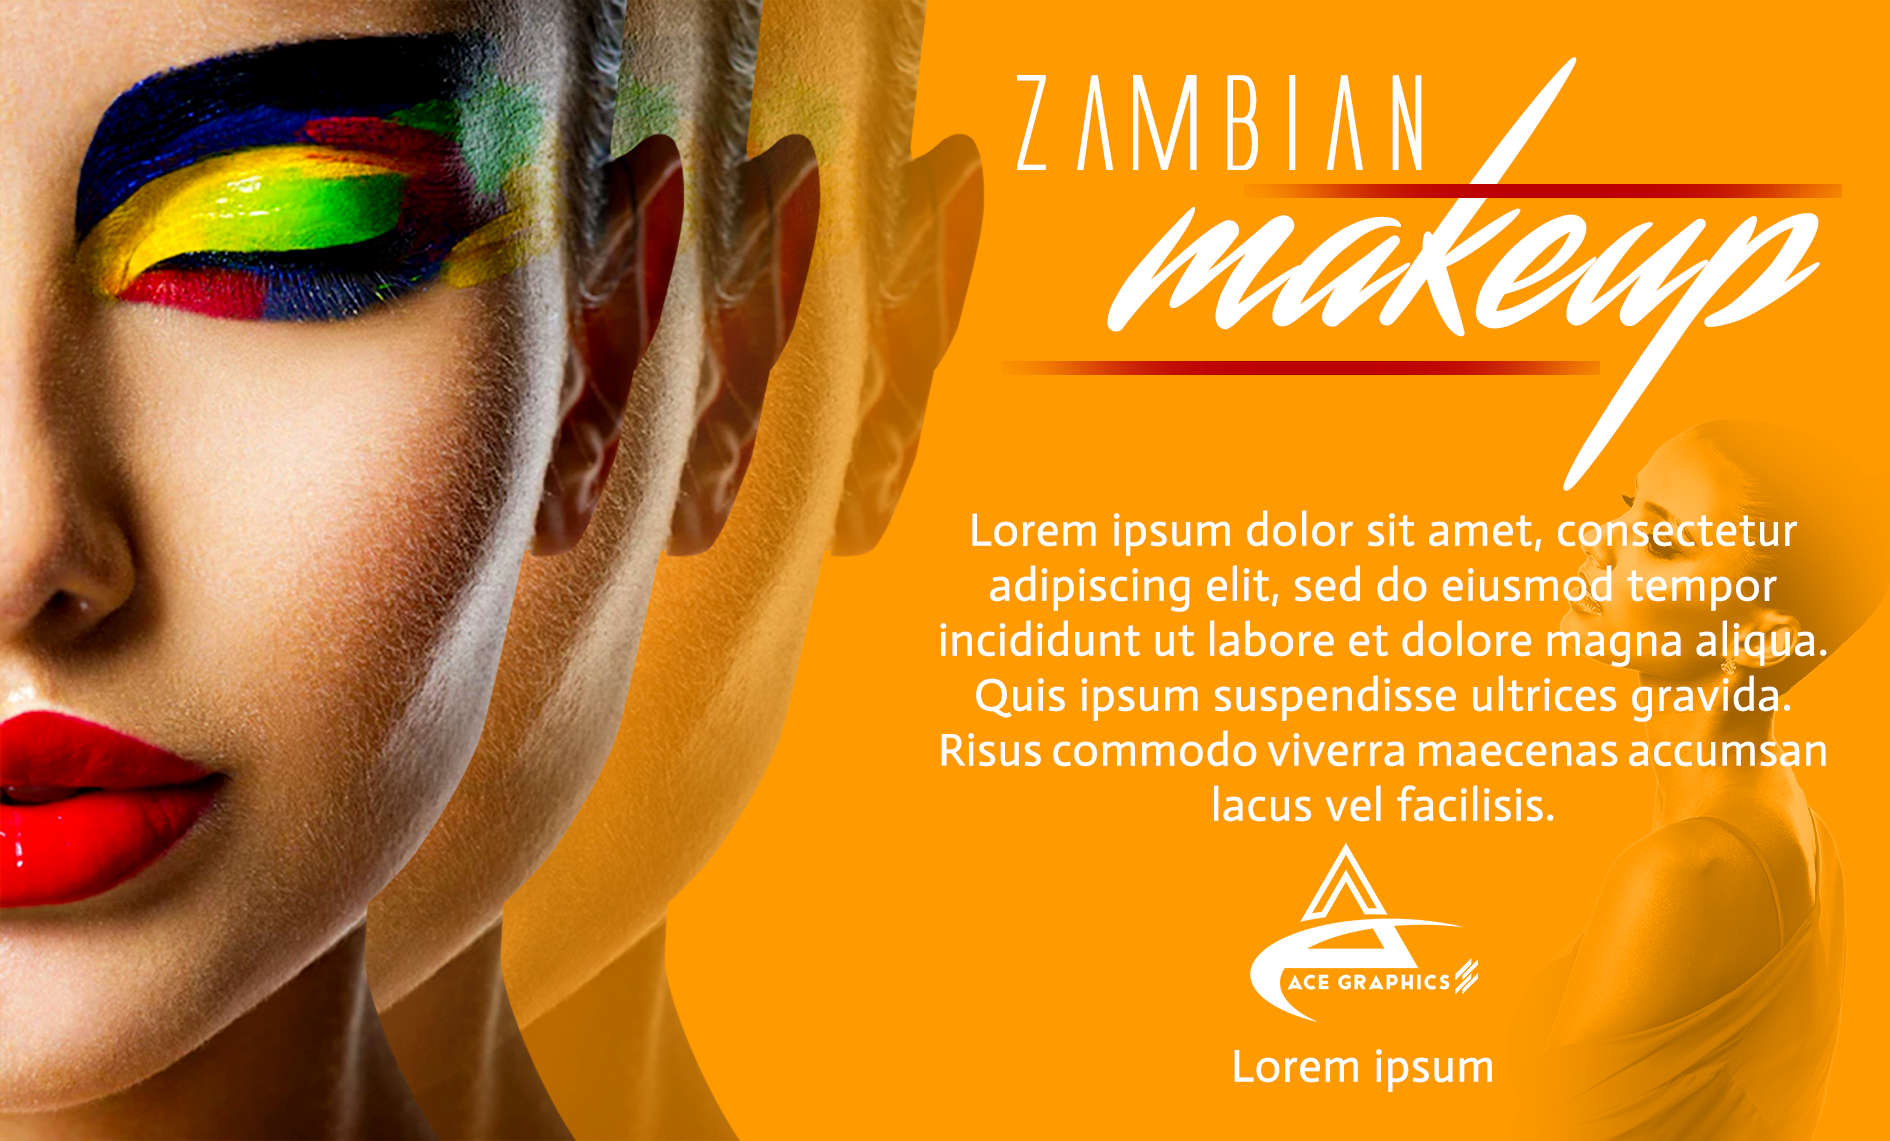 ZAMBIAN
makeup
Lorem ipsum dolor sit amet, consectetur
adipiscing elit, sed do eiusmod tempor
incididunt ut labore et dolore magna aliqua.
Quis ipsum suspendisse ultrices gravida.
Risus commodo viverra maecenas accumsan
lacus vel facilisis.
ACE GRAPHICS
Lorem ipsum